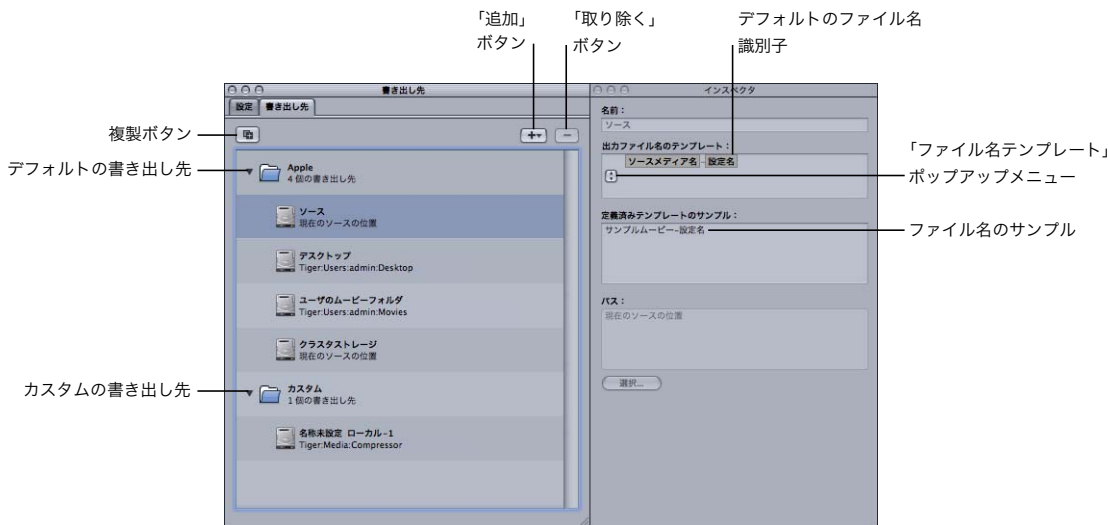 「追加」
ボタン
「取り除く」
ボタン
デフォルトのファイル名
識別子
書き出し先
インスペクタ
設定
書き出し先
複製ボタン
デフォルトの書き出し先
Apple
4 個の書き出し先
ソース
現在のソースの位置
デスクトップ
Tiger:Users:admin:Desktop
ユーザのムービーフォルダ
Tiger:Users:admin:Movies
クラスタストレージ
現在のソースの位置
カスタムの書き出し先
カスタム
1 個の書き出し先
名称未設定 ローカル-1
Tiger:Media:Compressor
名前：
ソース
出力ファイル名のテンプレート：
ソースメディア名 - 設定名
「ファイル名テンプレート」
ポップアップメニュー
定義済みテンプレートのサンプル：
サンプルムービー-設定名
ファイル名のサンプル
パス：
現在のソースの位置
選択...